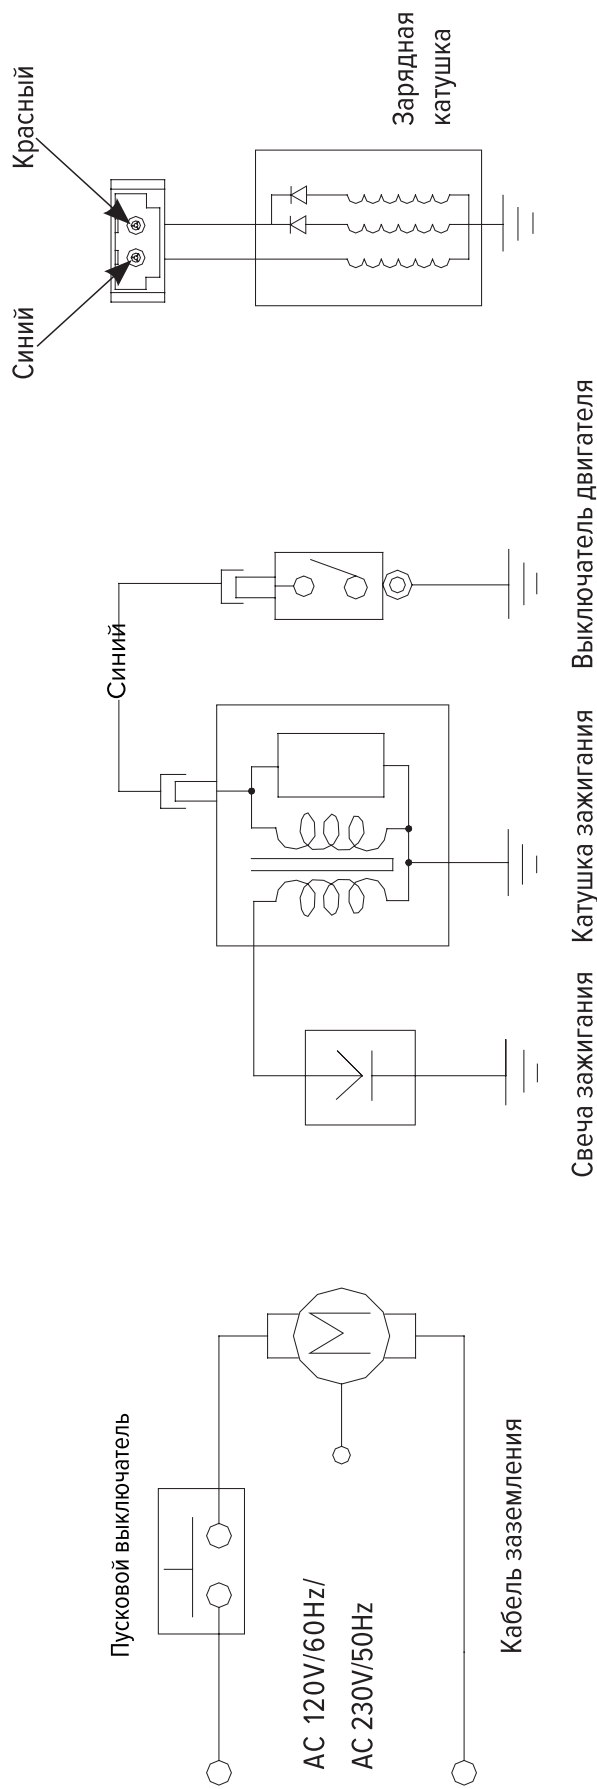 Пусковой выключатель
AC 120V/60Hz/
AC 230V/50Hz
Кабель заземления
M
Свеча зажигания
Катушка зажигания
Выключатель двигателя
Синий
Синий
Красный
Зарядная
катушка